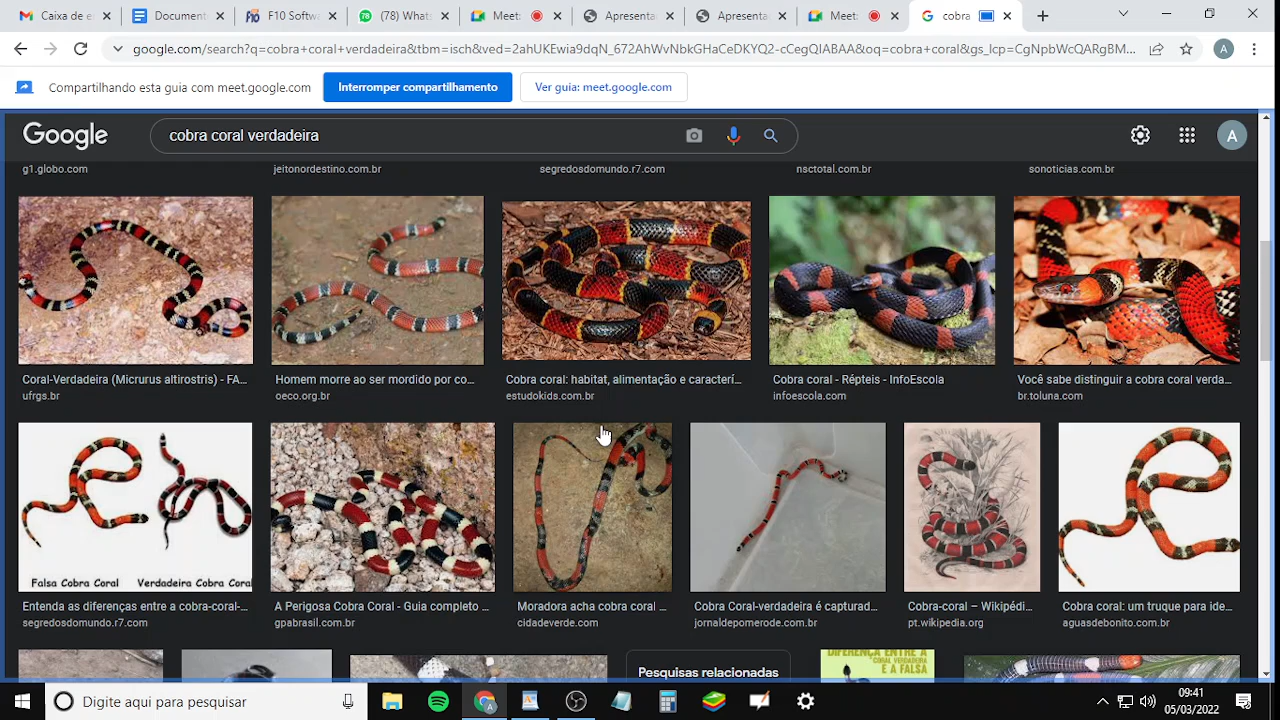 Caixa de e
Document
F10 Softwa
(78) Whats
Meet:
Apresenta
Apresenta
Meet:
cobra
google.com/search?q=cobra+coral+verdadeira&tbm=isch&ved=2ahUKEwia9dqN_672AhWvNbkGHaCeDKYQ2-cCegQIABAA&oq=cobra+coral&gs_lcp=CgNpbWcQARgBM...
A
Compartilhando esta guia com meet.google.com
Interromper compartilhamento
Ver guia: meet.google.com
Google
cobra coral verdadeira
A
g1.globo.com
jeitonordestino.com.br
segredosdomundo.r7.com
nsctotal.com.br
sonoticias.com.br
Coral-Verdadeira (Micrurus altirostris) - FA...
ufrgs.br
Homem morre ao ser mordido por co...
oeco.org.br
Cobra coral: habitat, alimentação e caracterí...
estudokids.com.br
Cobra coral - Répteis - InfoEscola
infoescola.com
Você sabe distinguir a cobra coral verda...
br.toluna.com
Falsa Cobra Coral
Verdadeira Cobra Coral
Entenda as diferenças entre a cobra-coral-...
segredosdomundo.r7.com
A Perigosa Cobra Coral - Guia completo ...
gpabrasil.com.br
Moradora acha cobra coral ...
cidadeverde.com
Cobra Coral-verdadeira é capturad...
jornaldepomerode.com.br
Cobra-coral – Wikipédi...
pt.wikipedia.org
Cobra coral: um truque para ide...
aguasdebonito.com.br
Pesquisas relacionadas
DIFERENÇA ENTRE A
CORAL VERDADEIRA
E A FALSA
Digite aqui para pesquisar
09:41
05/03/2022